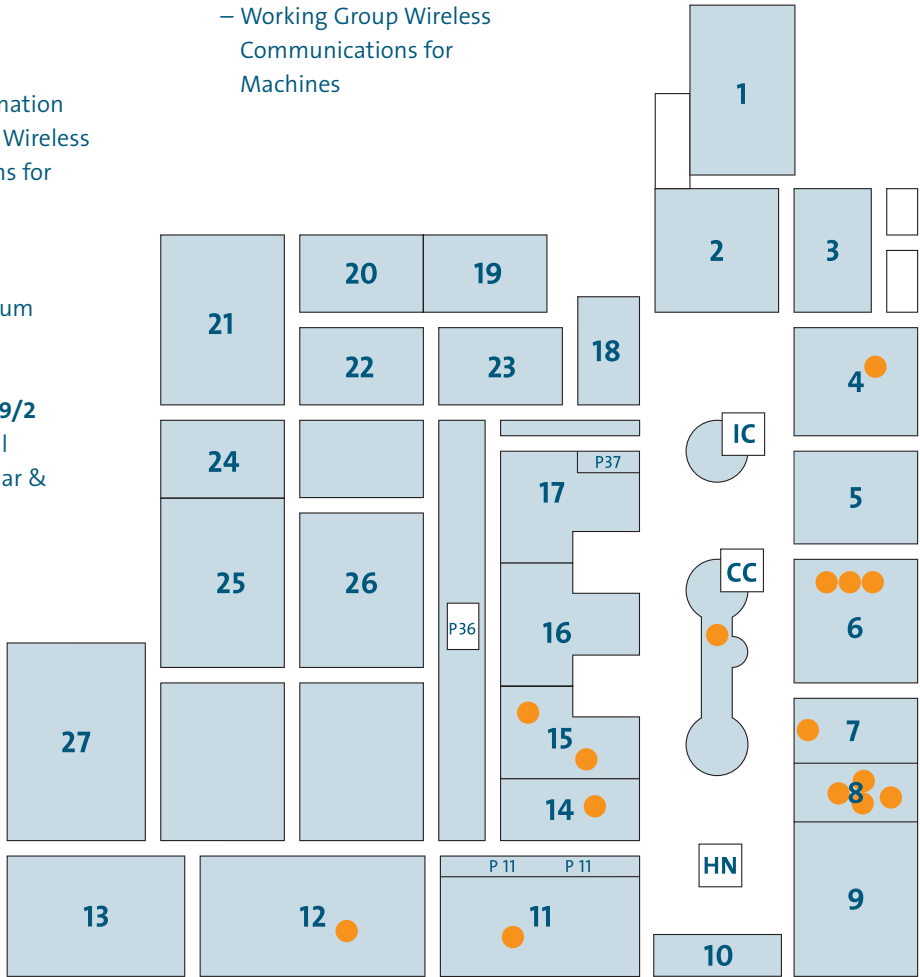 – Working Group Wireless
Communications for
Machines
nation
Wireless
ns for
um
9/2
l
ar &
1
2
3
20
19
21
18
22
23
4
IC
24
P37
17
5
CC
25
26
P36
16
6
27
15
7
8
14
HN
P 11
P 11
13
12
11
9
10